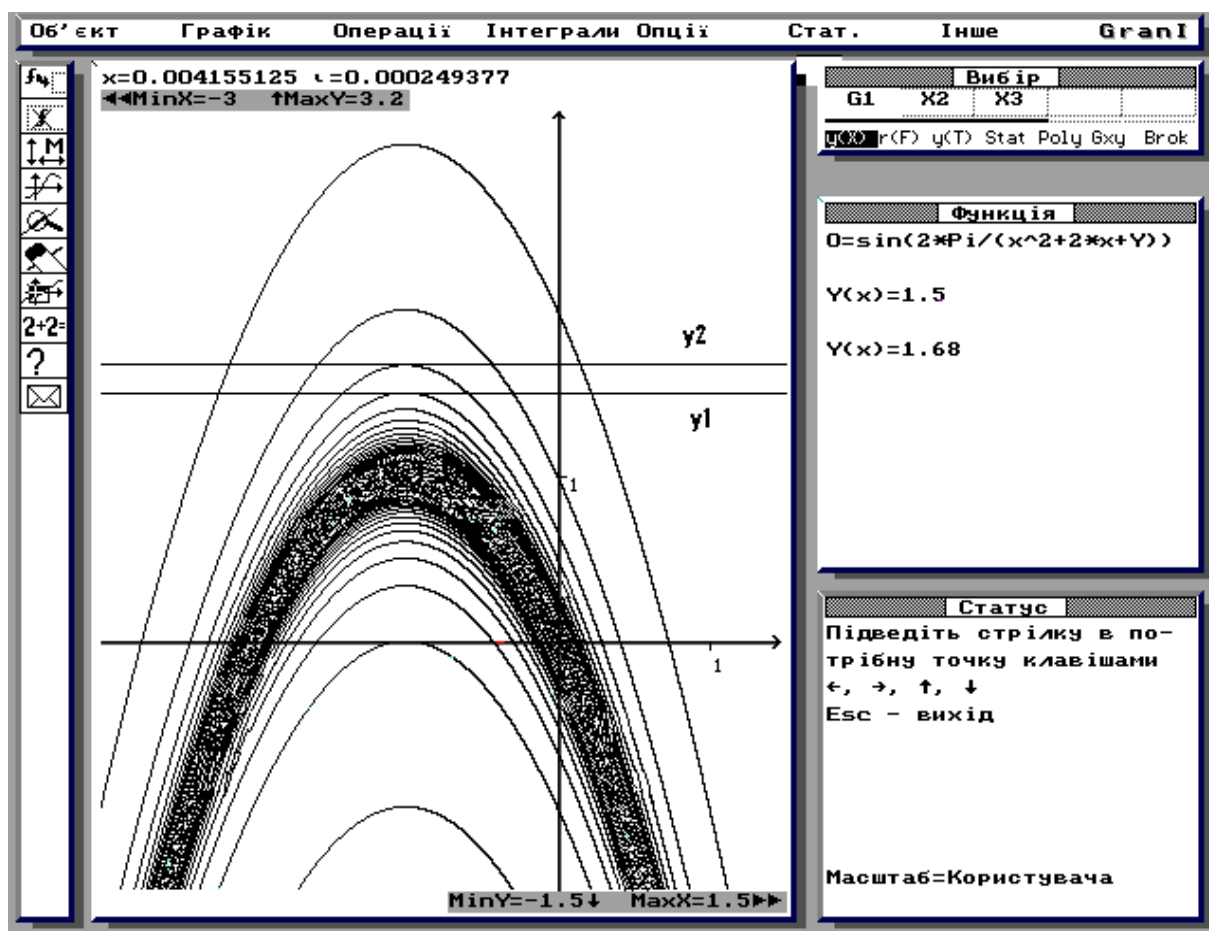 Об'єкт Графік Операції Інтеграли Опції Стат. Інше GranI
x=0.004155125 ι=0.000249377
◄◄MinX=-3 ↑MaxY=3.2
M
2+2=
?
y2
y1
1
1
MinY=-1.5↓ MaxX=1.5►►
Вибір
G1 X2 X3
y(X) r(F) y(T) Stat Poly Gxy Brok
Функція
0=sin(2*Pi/(x^2+2*x+Y))
Y(x)=1.5
Y(x)=1.68
Статус
Підведіть стрілку в по-
трібну точку клавішами
←, →, ↑, ↓
Esc - вихід
Масштаб=Користувача